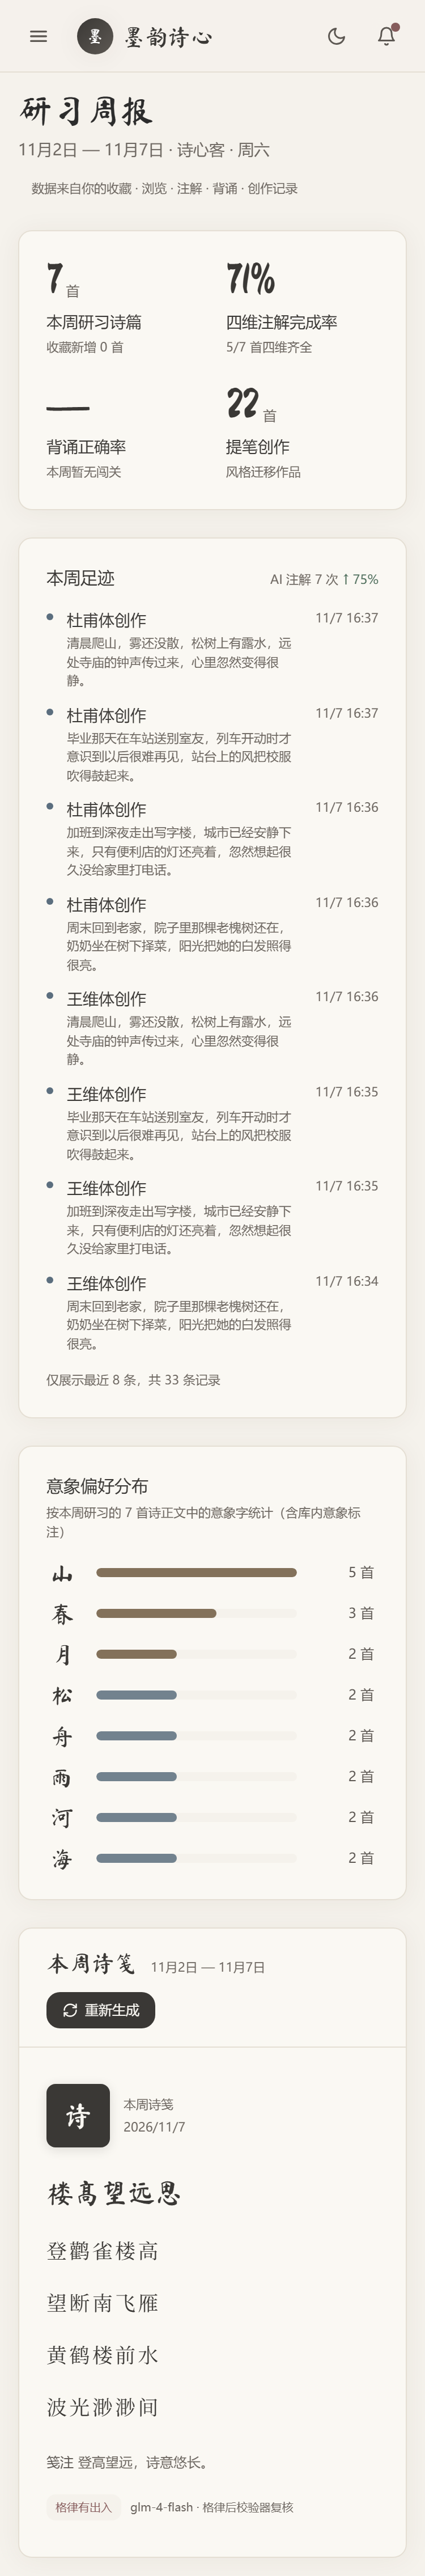 墨 墨韵诗心
研习周报
11月2日 — 11月7日 · 诗心客 · 周六
数据来自你的收藏 · 浏览 · 注解 · 背诵 · 创作记录
7 首
本周研习诗篇
收藏新增 0 首
71%
四维注解完成率
5/7 首四维齐全
—
背诵正确率
本周暂无闯关
22 首
提笔创作
风格迁移作品
本周足迹
AI 注解 7 次 ↑ 75%
杜甫体创作 11/7 16:37
清晨爬山，雾还没散，松树上有露水，远
处寺庙的钟声传过来，心里忽然变得很
静。
杜甫体创作 11/7 16:37
毕业那天在车站送别室友，列车开动时才
意识到以后很难再见，站台上的风把校服
吹得鼓起来。
杜甫体创作 11/7 16:36
加班到深夜走出写字楼，城市已经安静下
来，只有便利店的灯还亮着，忽然想起很
久没给家里打电话。
杜甫体创作 11/7 16:36
周末回到老家，院子里那棵老槐树还在，
奶奶坐在树下择菜，阳光把她的白发照得
很亮。
王维体创作 11/7 16:36
清晨爬山，雾还没散，松树上有露水，远
处寺庙的钟声传过来，心里忽然变得很
静。
王维体创作 11/7 16:35
毕业那天在车站送别室友，列车开动时才
意识到以后很难再见，站台上的风把校服
吹得鼓起来。
王维体创作 11/7 16:35
加班到深夜走出写字楼，城市已经安静下
来，只有便利店的灯还亮着，忽然想起很
久没给家里打电话。
王维体创作 11/7 16:34
周末回到老家，院子里那棵老槐树还在，
奶奶坐在树下择菜，阳光把她的白发照得
很亮。
仅展示最近 8 条，共 33 条记录
意象偏好分布
按本周研习的 7 首诗正文中的意象字统计（含库内意象标
注）
山 5 首
春 3 首
月 2 首
松 2 首
舟 2 首
雨 2 首
河 2 首
海 2 首
本周诗笺 11月2日 — 11月7日
重新生成
诗
本周诗笺
2026/11/7
楼高望远思
登鹳雀楼高
望断南飞雁
黄鹤楼前水
波光渺渺间
笺注 登高望远，诗意悠长。
格律有出入 glm-4-flash · 格律后校验器复核